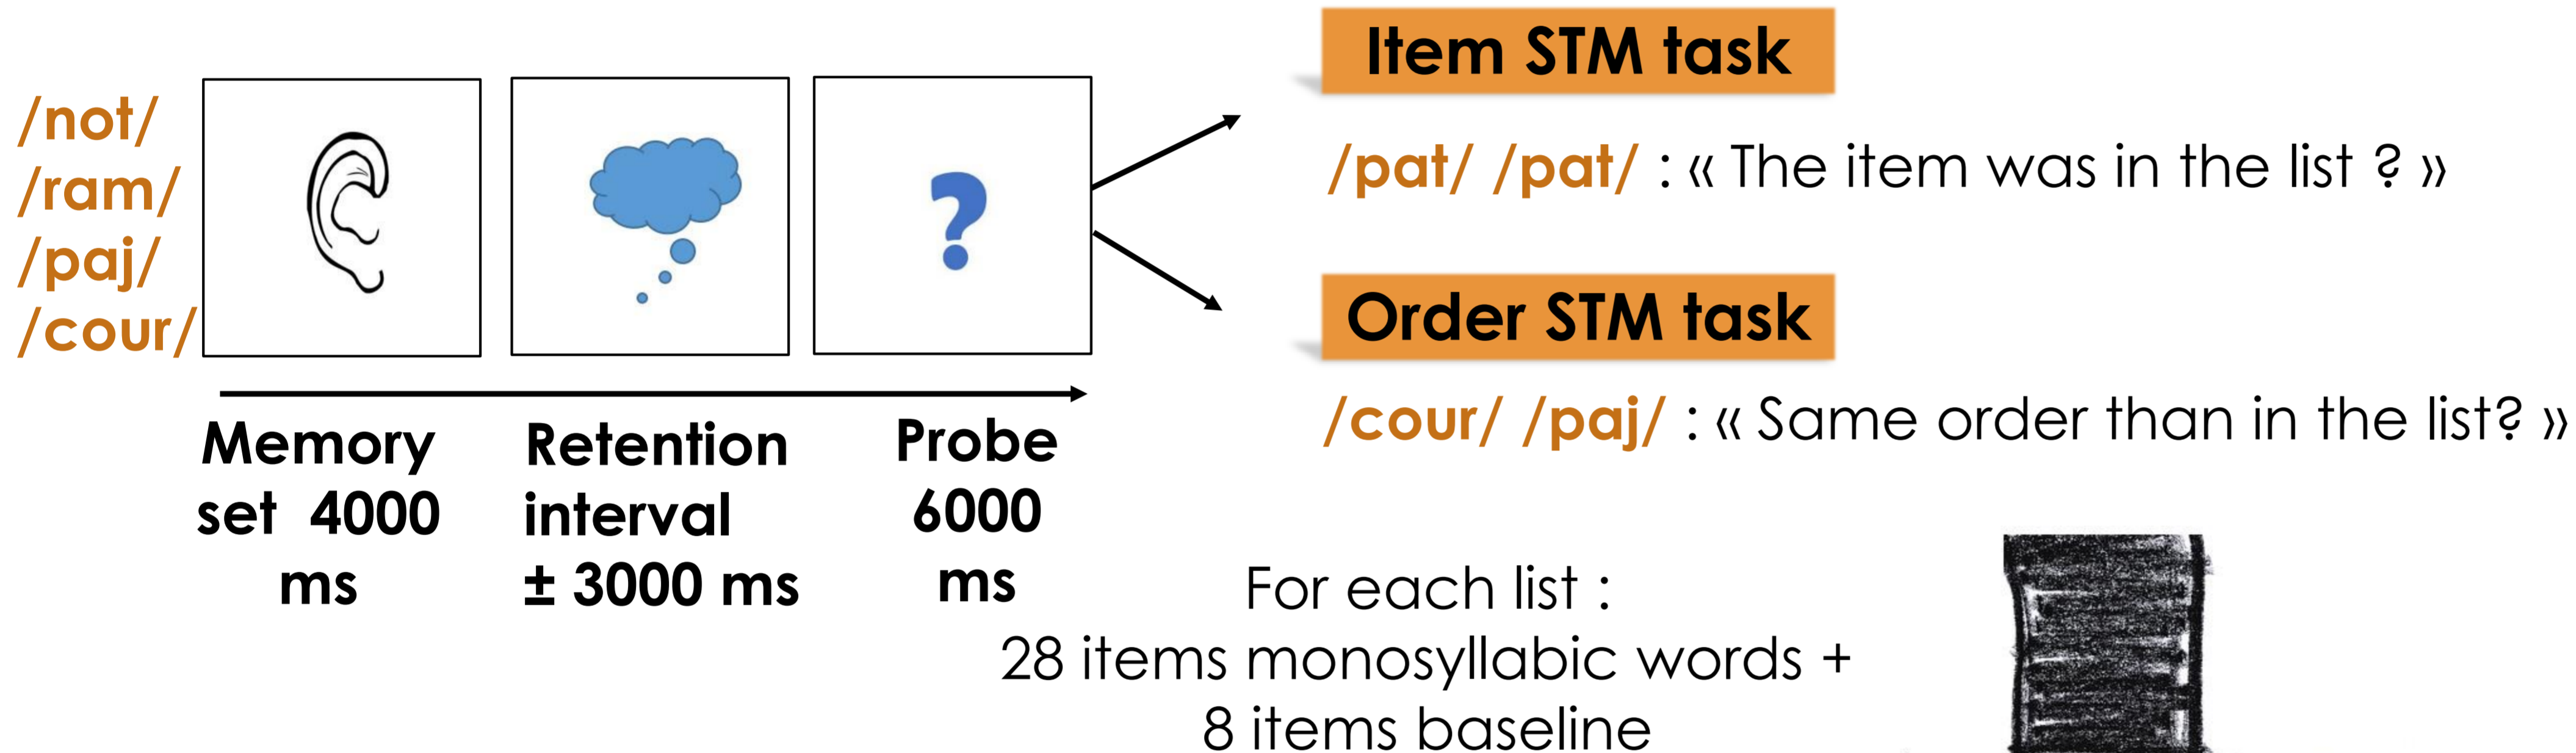 /not/
/ram/
/paj/
/cour/
?
Memory
set 4000
ms
Retention
interval
± 3000 ms
Probe
6000
ms
Item STM task
/pat/ /pat/ : « The item was in the list ? »
Order STM task
/cour/ /paj/ : « Same order than in the list? »
For each list :
28 items monosyllabic words +
8 items baseline